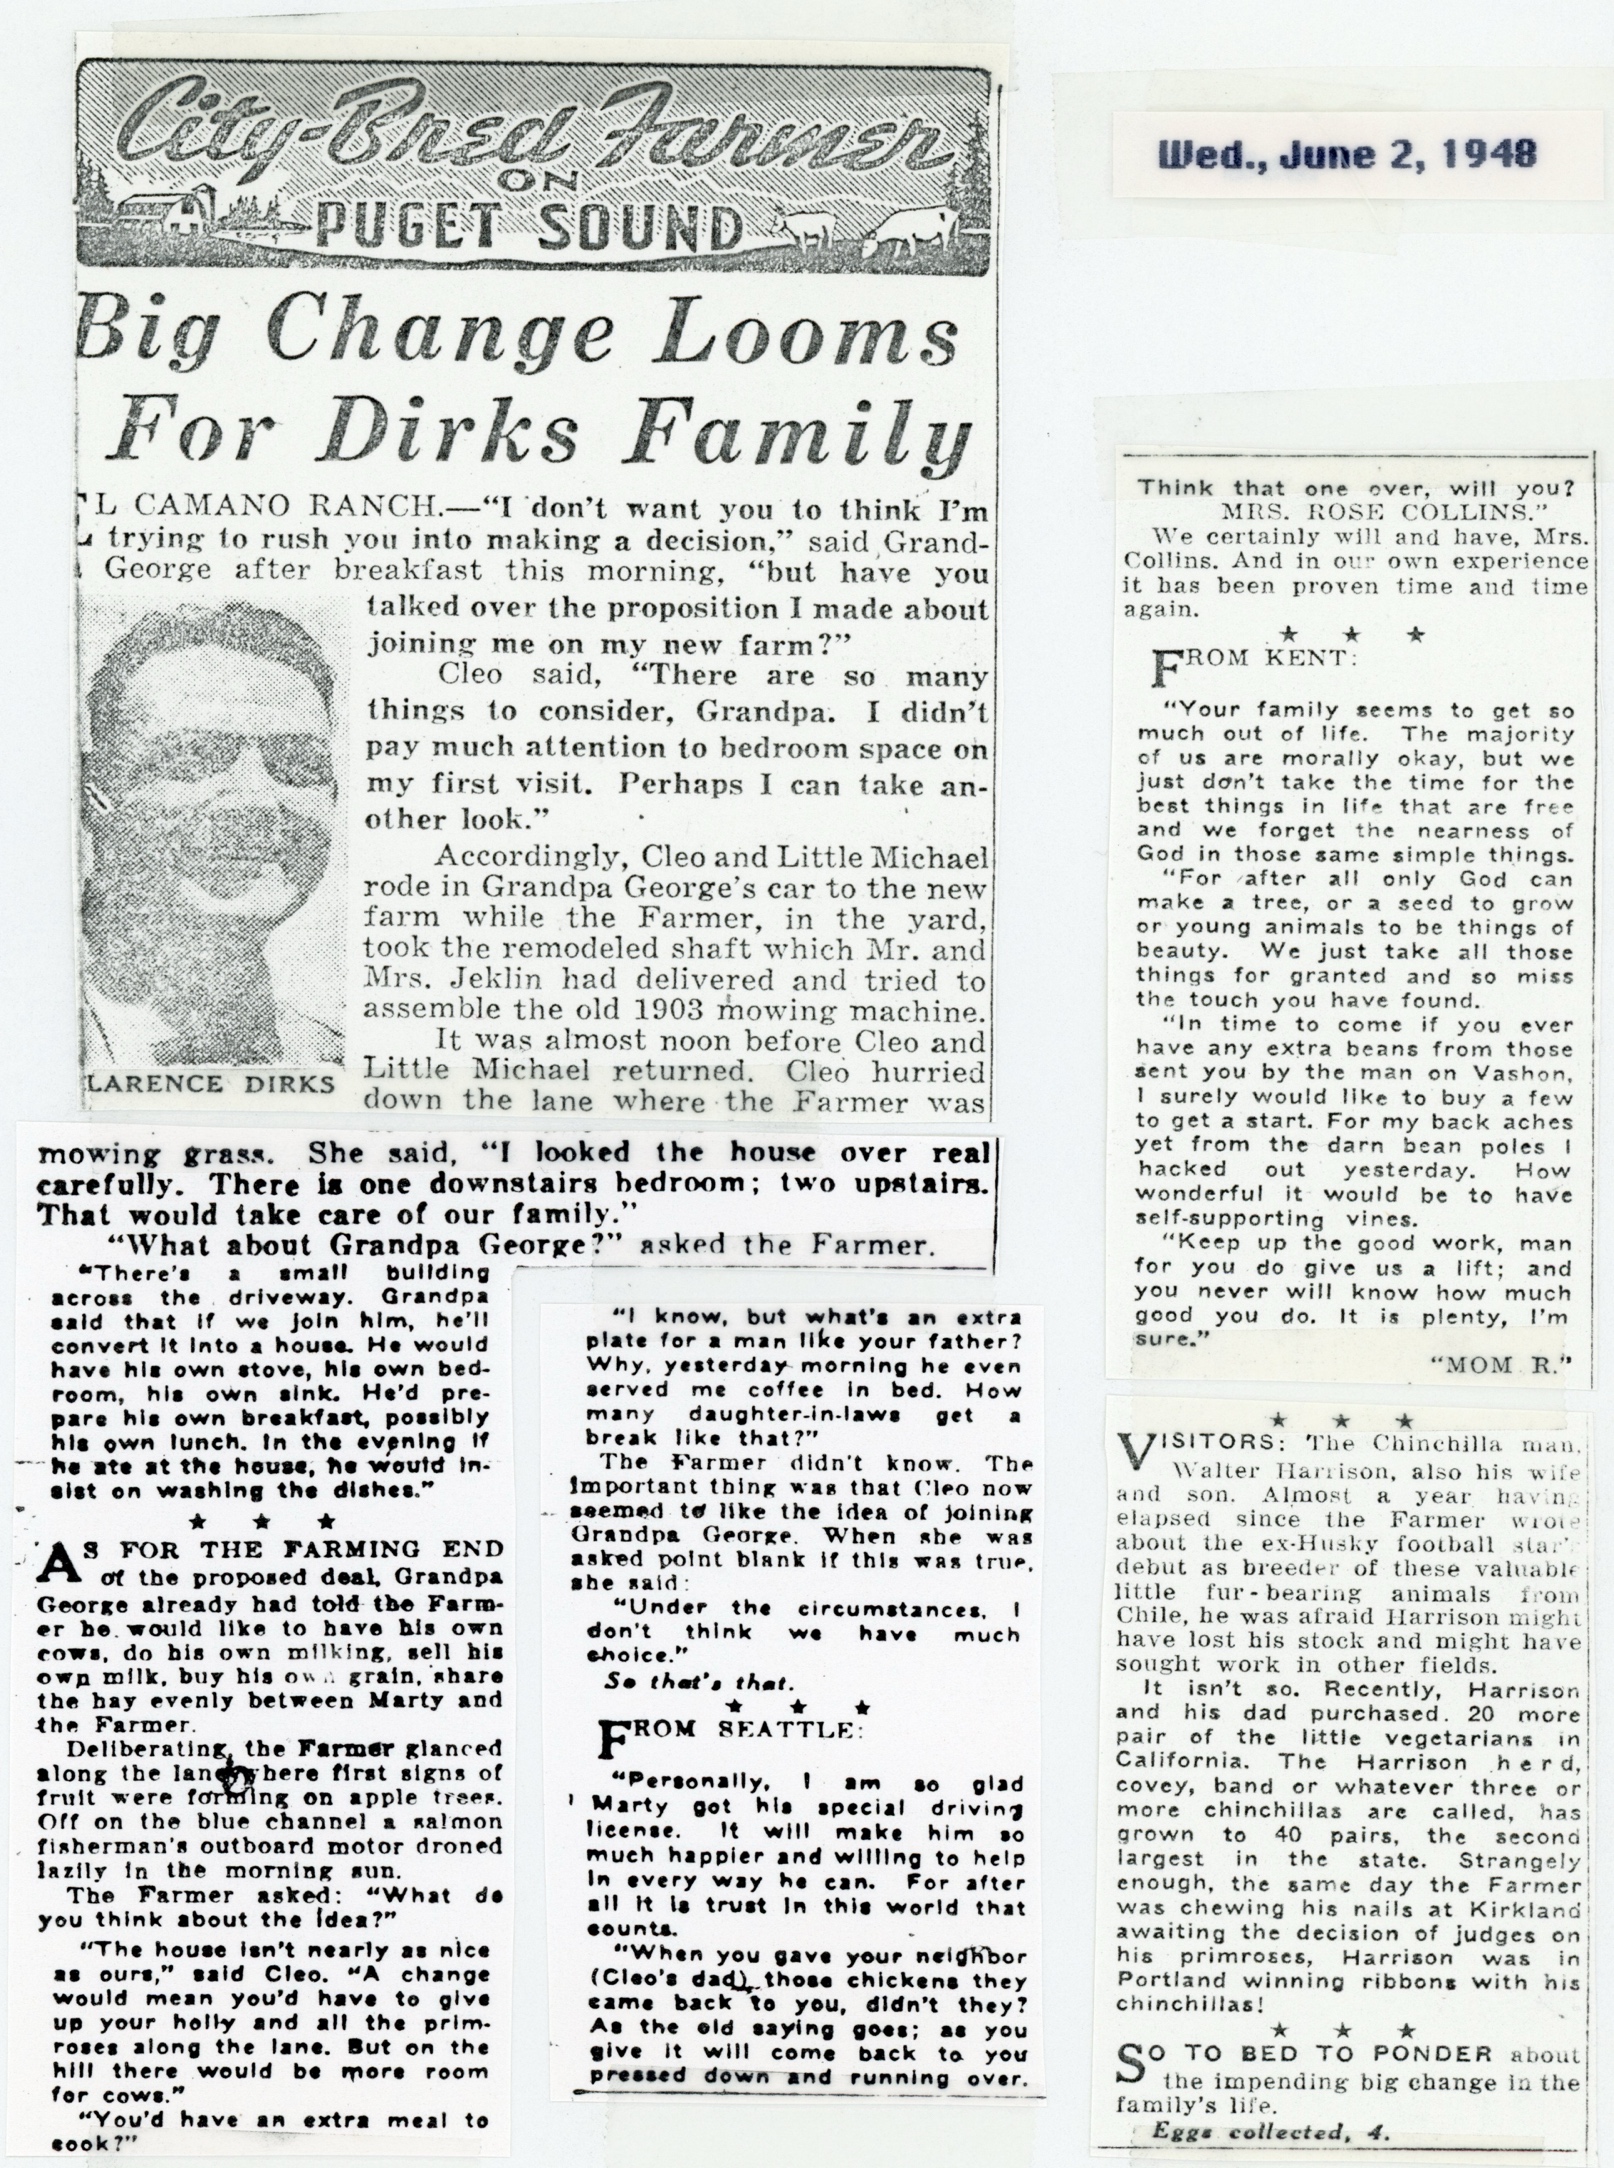 City-Bred Farmer
ON
PUGET SOUND
Wed., June 2, 1948
Big Change Looms
For Dirks Family
L CAMANO RANCH.—“I don't want you to think I'm
trying to rush you into making a decision,” said Grand-
George after breakfast this morning, “but have you
talked over the proposition I made about
joining me on my new farm?”
Cleo said, “There are so many
things to consider, Grandpa. I didn't
pay much attention to bedroom space on
my first visit. Perhaps I can take an-
other look.”
Accordingly, Cleo and Little Michael
rode in Grandpa George's car to the new
farm while the Farmer, in the yard,
took the remodeled shaft which Mr. and
Mrs. Jeklin had delivered and tried to
assemble the old 1903 mowing machine.
It was almost noon before Cleo and
Little Michael returned. Cleo hurried
down the lane where the Farmer was
LARENCE DIRKS
mowing grass. She said, “I looked the house over real
carefully. There is one downstairs bedroom; two upstairs.
That would take care of our family.”
“What about Grandpa George?” asked the Farmer.
“There's a small building
across the driveway. Grandpa
said that if we join him, he'll
convert it into a house. He would
have his own stove, his own bed-
room, his own sink. He'd pre-
pare his own breakfast, possibly
his own lunch. In the evening if
he ate at the house, he would in-
sist on washing the dishes.”
★ ★ ★
AS FOR THE FARMING END
of the proposed deal, Grandpa
George already had told the Farm-
er he would like to have his own
cows, do his own milking, sell his
own milk, buy his own grain, share
the hay evenly between Marty and
the Farmer.
Deliberating, the Farmer glanced
along the lane where first signs of
fruit were forming on apple trees.
Off on the blue channel a salmon
fisherman's outboard motor droned
lazily in the morning sun.
The Farmer asked: “What do
you think about the idea?”
“The house isn't nearly as nice
as ours,” said Cleo. “A change
would mean you'd have to give
up your holly and all the prim-
roses along the lane. But on the
hill there would be more room
for cows.”
“You'd have an extra meal to
cook?”
“I know, but what's an extra
plate for a man like your father?
Why, yesterday morning he even
served me coffee in bed. How
many daughter-in-laws get a
break like that?”
The Farmer didn't know. The
important thing was that Cleo now
seemed to like the idea of joining
Grandpa George. When she was
asked point blank if this was true,
she said:
“Under the circumstances, I
don't think we have much
choice.”
So that's that.
★ ★ ★
FROM SEATTLE:
“Personally, I am so glad
Marty got his special driving
license. It will make him so
much happier and willing to help
in every way he can. For after
all it is trust in this world that
counts.
“When you gave your neighbor
(Cleo's dad), those chickens they
came back to you, didn't they?
As the old saying goes; as you
give it will come back to you
pressed down and running over.
Think that one over, will you?
MRS. ROSE COLLINS.”
We certainly will and have, Mrs.
Collins. And in our own experience
it has been proven time and time
again.
★ ★ ★
FROM KENT:
“Your family seems to get so
much out of life. The majority
of us are morally okay, but we
just don't take the time for the
best things in life that are free
and we forget the nearness of
God in those same simple things.
“For after all only God can
make a tree, or a seed to grow
or young animals to be things of
beauty. We just take all those
things for granted and so miss
the touch you have found.
“In time to come if you ever
have any extra beans from those
sent you by the man on Vashon,
I surely would like to buy a few
to get a start. For my back aches
yet from the darn bean poles I
hacked out yesterday. How
wonderful it would be to have
self-supporting vines.
“Keep up the good work, man
for you do give us a lift; and
you never will know how much
good you do. It is plenty, I'm
sure.”
“MOM R.”
★ ★ ★
VISITORS: The Chinchilla man,
Walter Harrison, also his wife
and son. Almost a year having
elapsed since the Farmer wrote
about the ex-Husky football star's
debut as breeder of these valuable
little fur-bearing animals from
Chile, he was afraid Harrison might
have lost his stock and might have
sought work in other fields.
It isn't so. Recently, Harrison
and his dad purchased 20 more
pair of the little vegetarians in
California. The Harrison herd,
covey, band or whatever three or
more chinchillas are called, has
grown to 40 pairs, the second
largest in the state. Strangely
enough, the same day the Farmer
was chewing his nails at Kirkland
awaiting the decision of judges on
his primroses, Harrison was in
Portland winning ribbons with his
chinchillas!
★ ★ ★
SO TO BED TO PONDER about
the impending big change in the
family's life.
Eggs collected, 4.